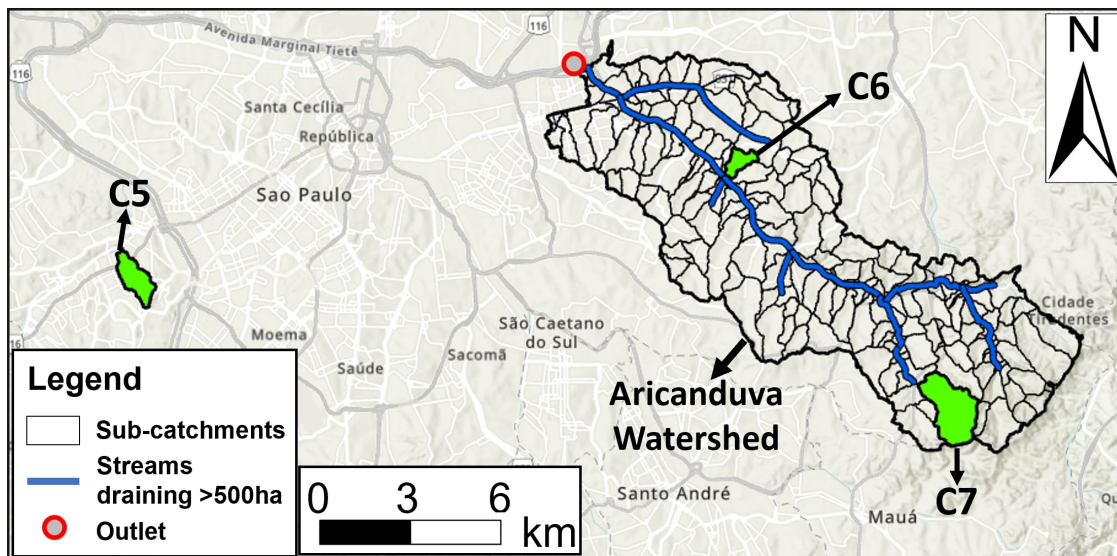 116
Avenida Marginal Tietê
116
N
C6
Santa Cecília
República
Sao Paulo
C5
Cidade
Tiredentes
Moema
São Caetano
do Sul
Sacomã
Saúde
Aricanduva
Watershed
Legend
Sub-catchments
Streams
draining >500ha
Outlet
0 3 6
km
Santo André
Mauá
C7